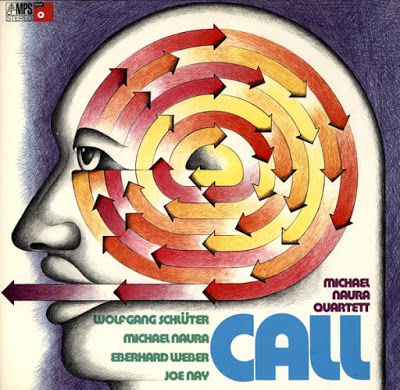 MPS
STEREO
MICHAEL
NAURA
QUARTETT
WOLFGANG SCHLÜTER
MICHAEL NAURA
EBERHARD WEBER
JOE NAY
CALL